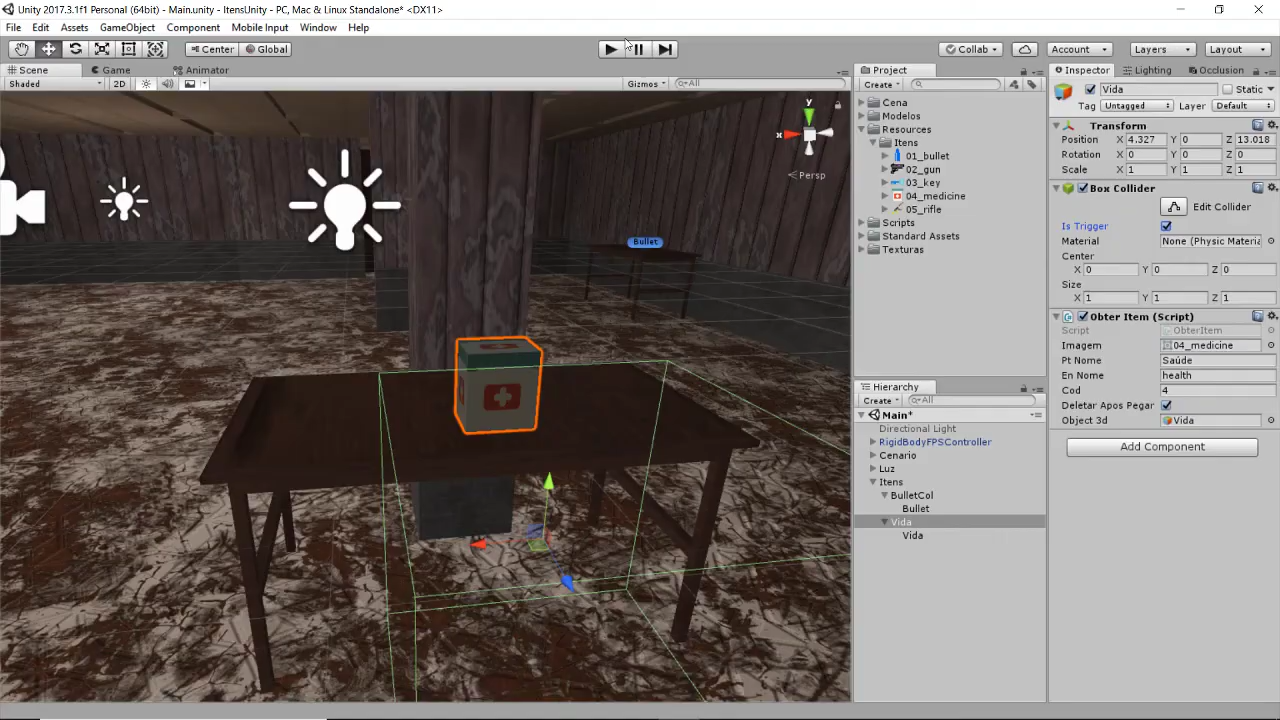 Unity 2017.3.1f1 Personal (64bit) - Main.unity - ItensUnity - PC, Mac & Linux Standalone* <DX11>
File Edit Assets GameObject Component Mobile Input Window Help
Center Global Collab Account Layers Layout
Scene Game Animator
Shaded 2D Gizmos All
y
x
Persp
Bullet
Project
Create
Cena
Modelos
Resources
Itens
01_bullet
02_gun
03_key
04_medicine
05_rifle
Scripts
Standard Assets
Texturas
Hierarchy
Create All
Main*
Directional Light
RigidBodyFPSController
Cenario
Luz
Itens
BulletCol
Bullet
Vida
Vida
Inspector Lighting Occlusion
Vida Static
Tag Untagged Layer Default
Transform
Position X 4.327 Y 0 Z 13.018
Rotation X 0 Y 0 Z 0
Scale X 1 Y 1 Z 1
Box Collider
Edit Collider
Is Trigger
Material None (Physic Materia
Center
X 0 Y 0 Z 0
Size
X 1 Y 1 Z 1
Obter Item (Script)
Script ObterItem
Imagem 04_medicine
Pt Nome Saúde
En Nome health
Cod 4
Deletar Apos Pegar
Object 3d Vida
Add Component